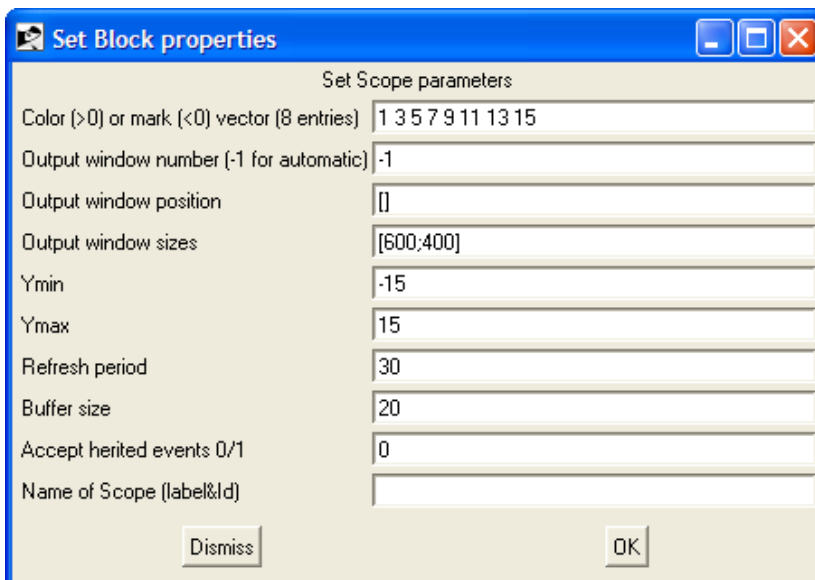 Set Block properties
Set Scope parameters
Color (>0) or mark (<0) vector (8 entries) 1 3 5 7 9 11 13 15
Output window number (-1 for automatic) -1
Output window position []
Output window sizes [600;400]
Ymin -15
Ymax 15
Refresh period 30
Buffer size 20
Accept herited events 0/1 0
Name of Scope (label&Id)
Dismiss OK